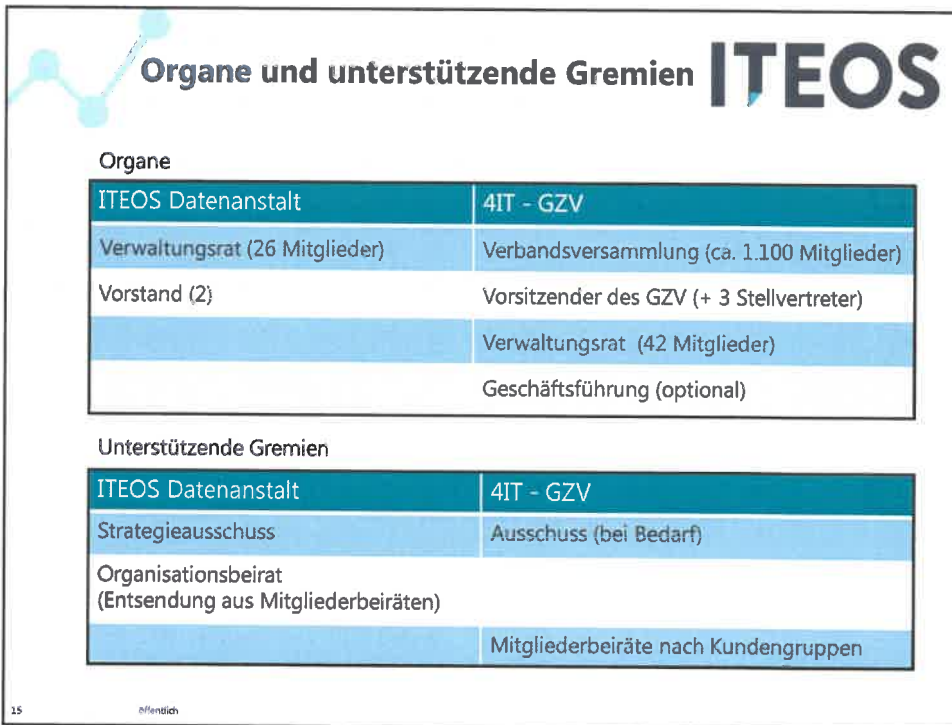 Organe und unterstützende Gremien ITEOS
Organe
ITEOS Datenanstalt 4IT - GZV
Verwaltungsrat (26 Mitglieder) Verbandsversammlung (ca. 1.100 Mitglieder)
Vorstand (2) Vorsitzender des GZV (+ 3 Stellvertreter)
Verwaltungsrat (42 Mitglieder)
Geschäftsführung (optional)
Unterstützende Gremien
ITEOS Datenanstalt 4IT - GZV
Strategieausschuss Ausschuss (bei Bedarf)
Organisationsbeirat
(Entsendung aus Mitgliederbeiräten)
Mitgliederbeiräte nach Kundengruppen
15 öffentlich